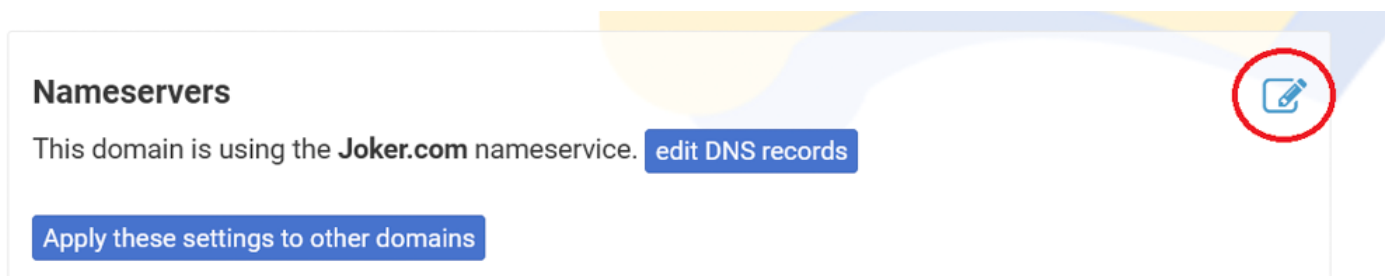 Nameservers
This domain is using the Joker.com nameservice. edit DNS records
Apply these settings to other domains